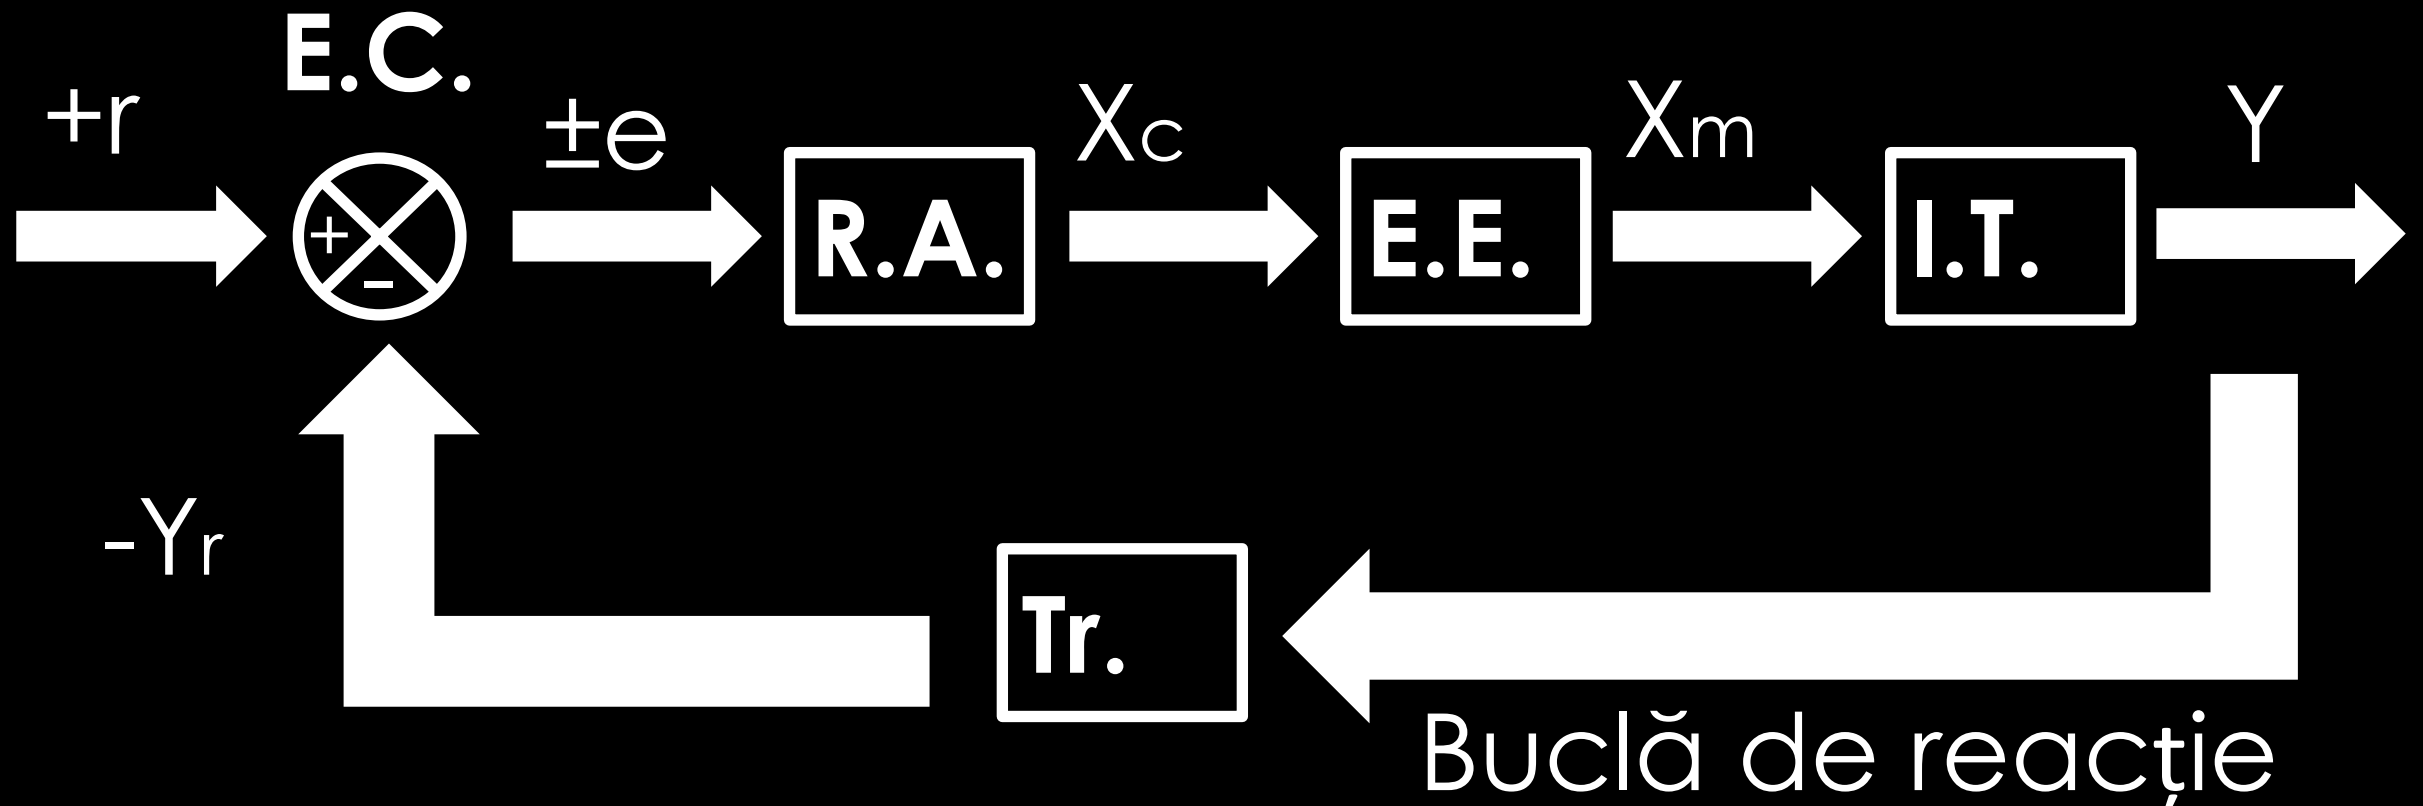 E.C.
+r
±e
Xc
Xm
Y
+
-
R.A.
E.E.
I.T.
-Yr
Tr.
Buclă de reacție